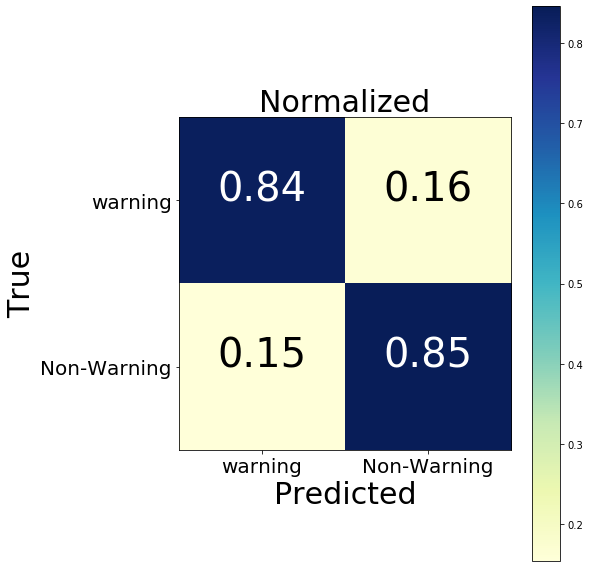 Normalized
True
warning
Non-Warning
0.84 0.16
0.15 0.85
warning Non-Warning
Predicted
0.8
0.7
0.6
0.5
0.4
0.3
0.2